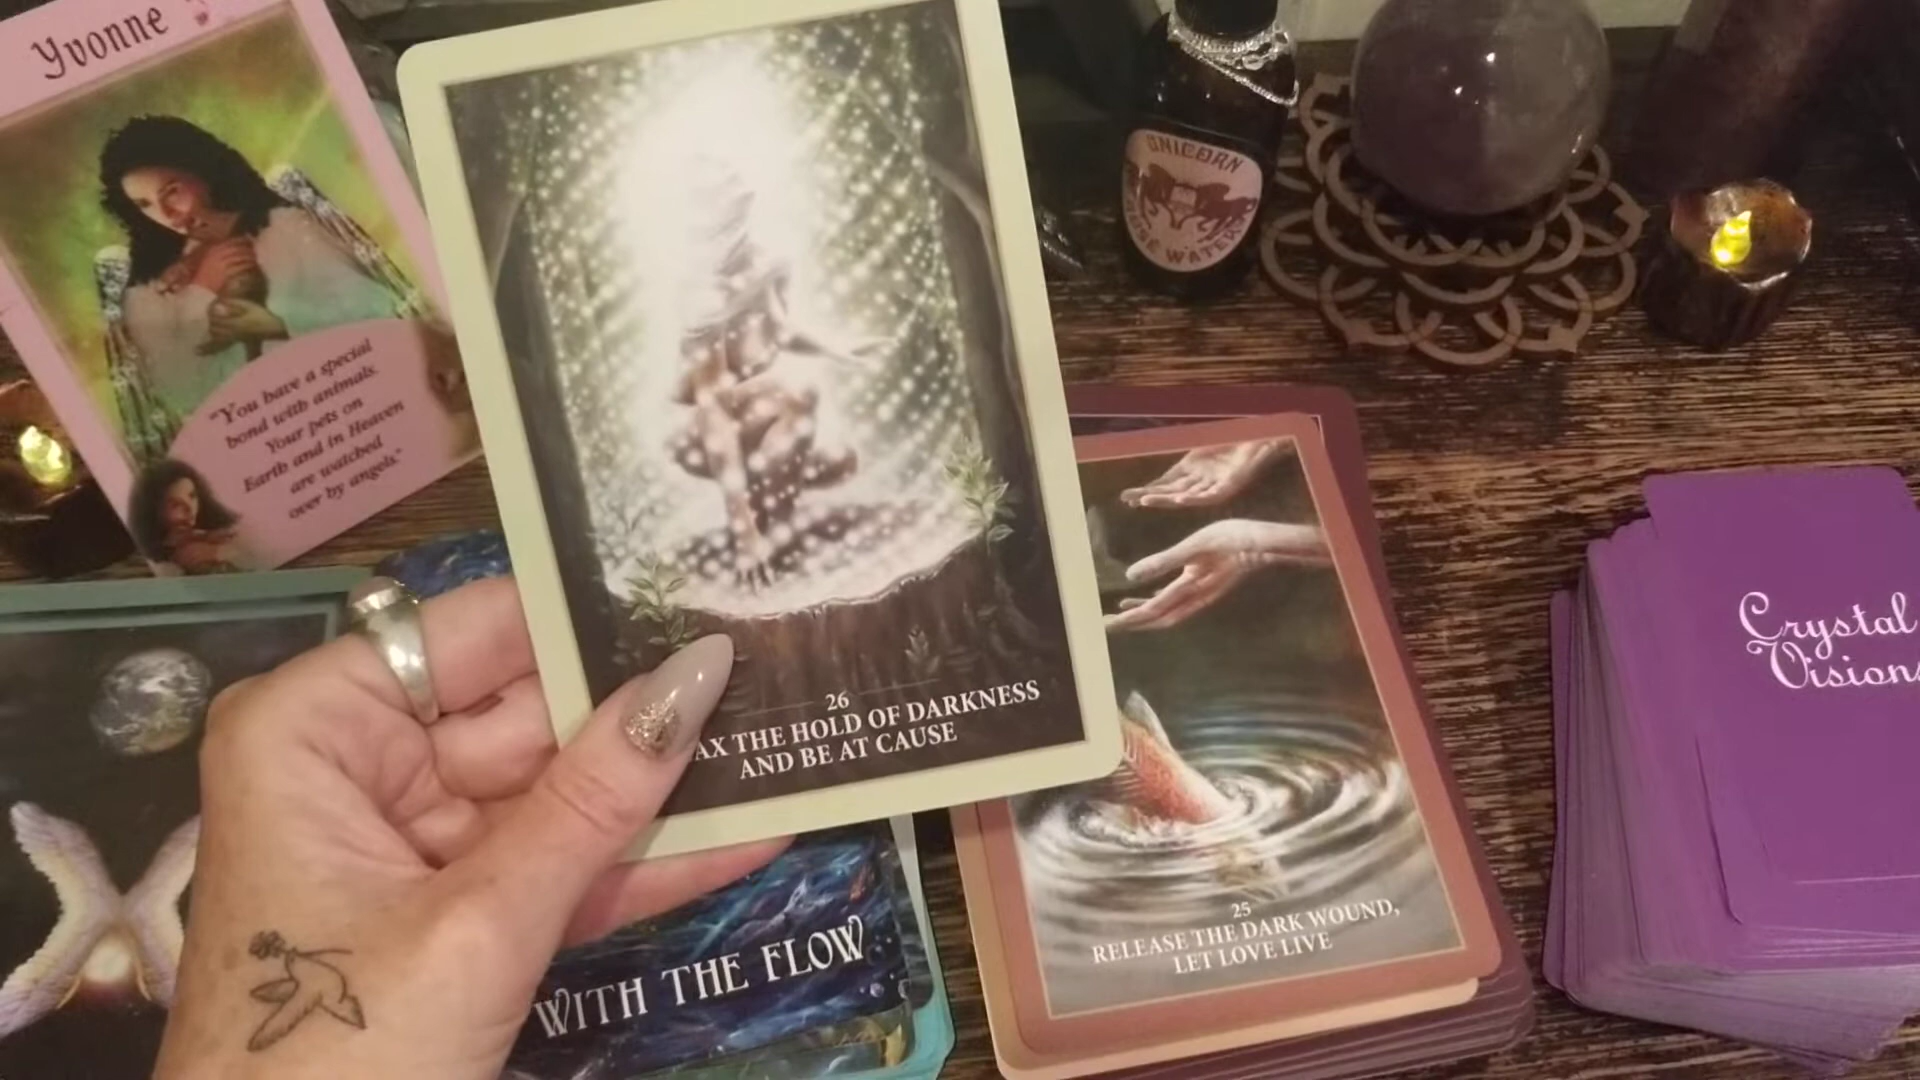 Yvonne
"You have a special
bond with animals.
Your pets on
Earth and in Heaven
are watched
over by angels."
26
AX THE HOLD OF DARKNESS
AND BE AT CAUSE
UNICORN
WATER
25
RELEASE THE DARK WOUND,
LET LOVE LIVE
WITH THE FLOW
Crystal
Visions